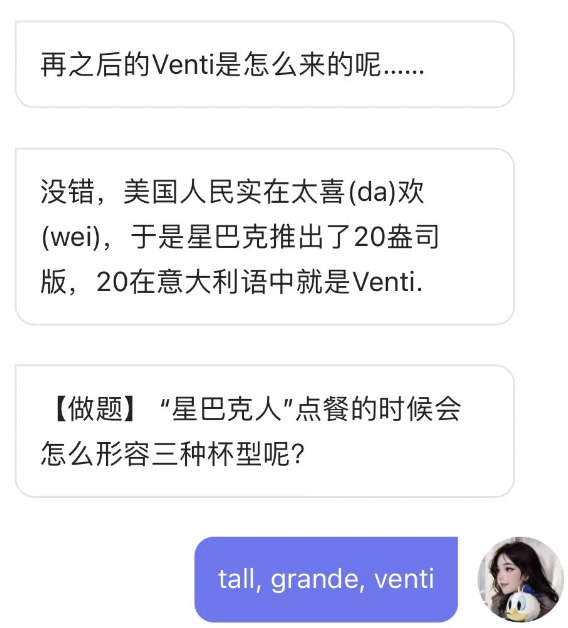 再之后的Venti是怎么来的呢……
没错，美国人民实在太喜(da)欢
(wei)，于是星巴克推出了20盎司
版，20在意大利语中就是Venti.
【做题】 “星巴克人”点餐的时候会
怎么形容三种杯型呢?
tall, grande, venti